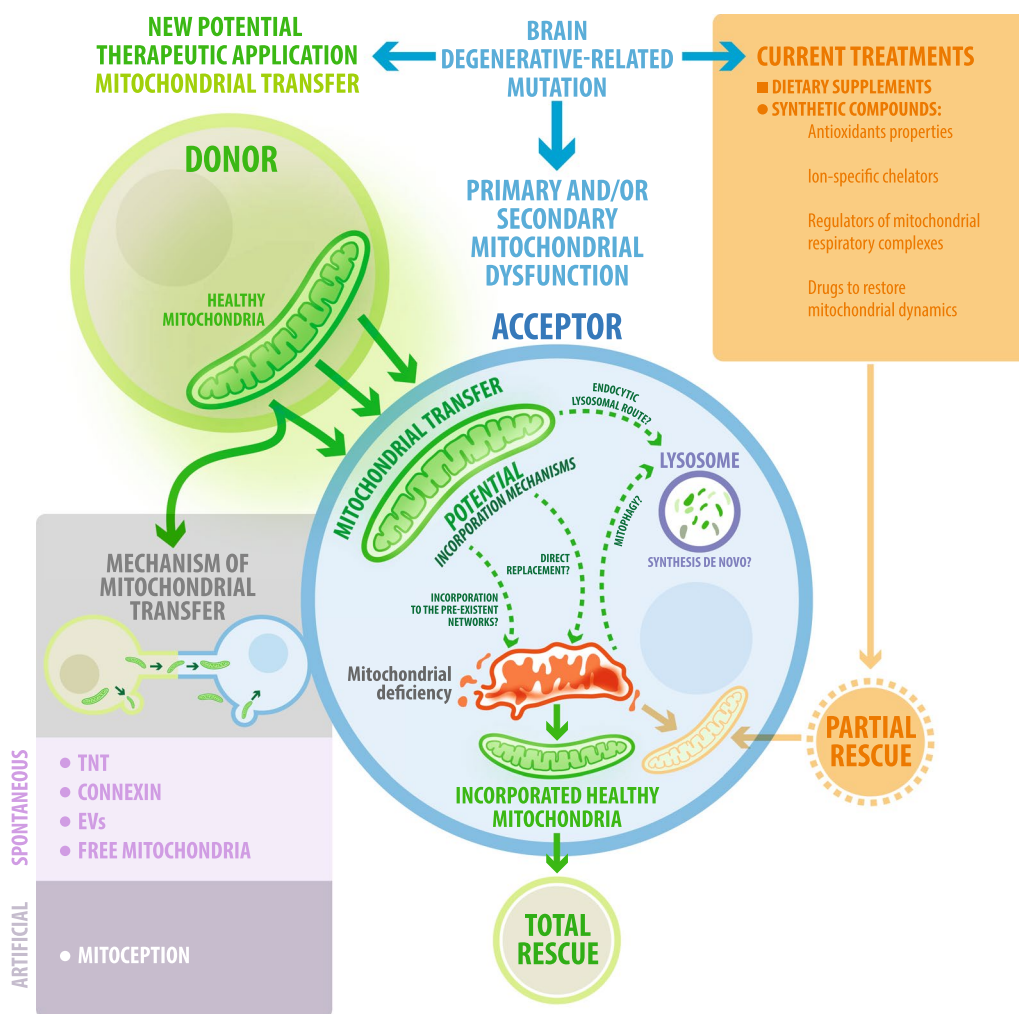 NEW POTENTIAL
THERAPEUTIC APPLICATION
MITOCHONDRIAL TRANSFER
BRAIN
DEGENERATIVE-RELATED
MUTATION
CURRENT TREATMENTS
DIETARY SUPPLEMENTS
SYNTHETIC COMPOUNDS:
Antioxidants properties
Ion-specific chelators
Regulators of mitochondrial
respiratory complexes
Drugs to restore
mitochondrial dynamics
PRIMARY AND/OR
SECONDARY
MITOCHONDRIAL
DYSFUNCTION
DONOR
HEALTHY
MITOCHONDRIA
ACCEPTOR
MITOCHONDRIAL TRANSFER
POTENTIAL
INCORPORATION MECHANISMS
ENDOCYTIC
LYSOSOMAL ROUTE?
LYSOSOME
SYNTHESIS DE NOVO?
MITOPHAGY?
DIRECT
REPLACEMENT?
INCORPORATION
TO THE PRE-EXISTENT
NETWORKS?
Mitochondrial
deficiency
INCORPORATED HEALTHY
MITOCHONDRIA
TOTAL
RESCUE
PARTIAL
RESCUE
MECHANISM OF
MITOCHONDRIAL
TRANSFER
SPONTANEOUS
TNT
CONNEXIN
EVs
FREE MITOCHONDRIA
ARTIFICIAL
MITOCEPTION